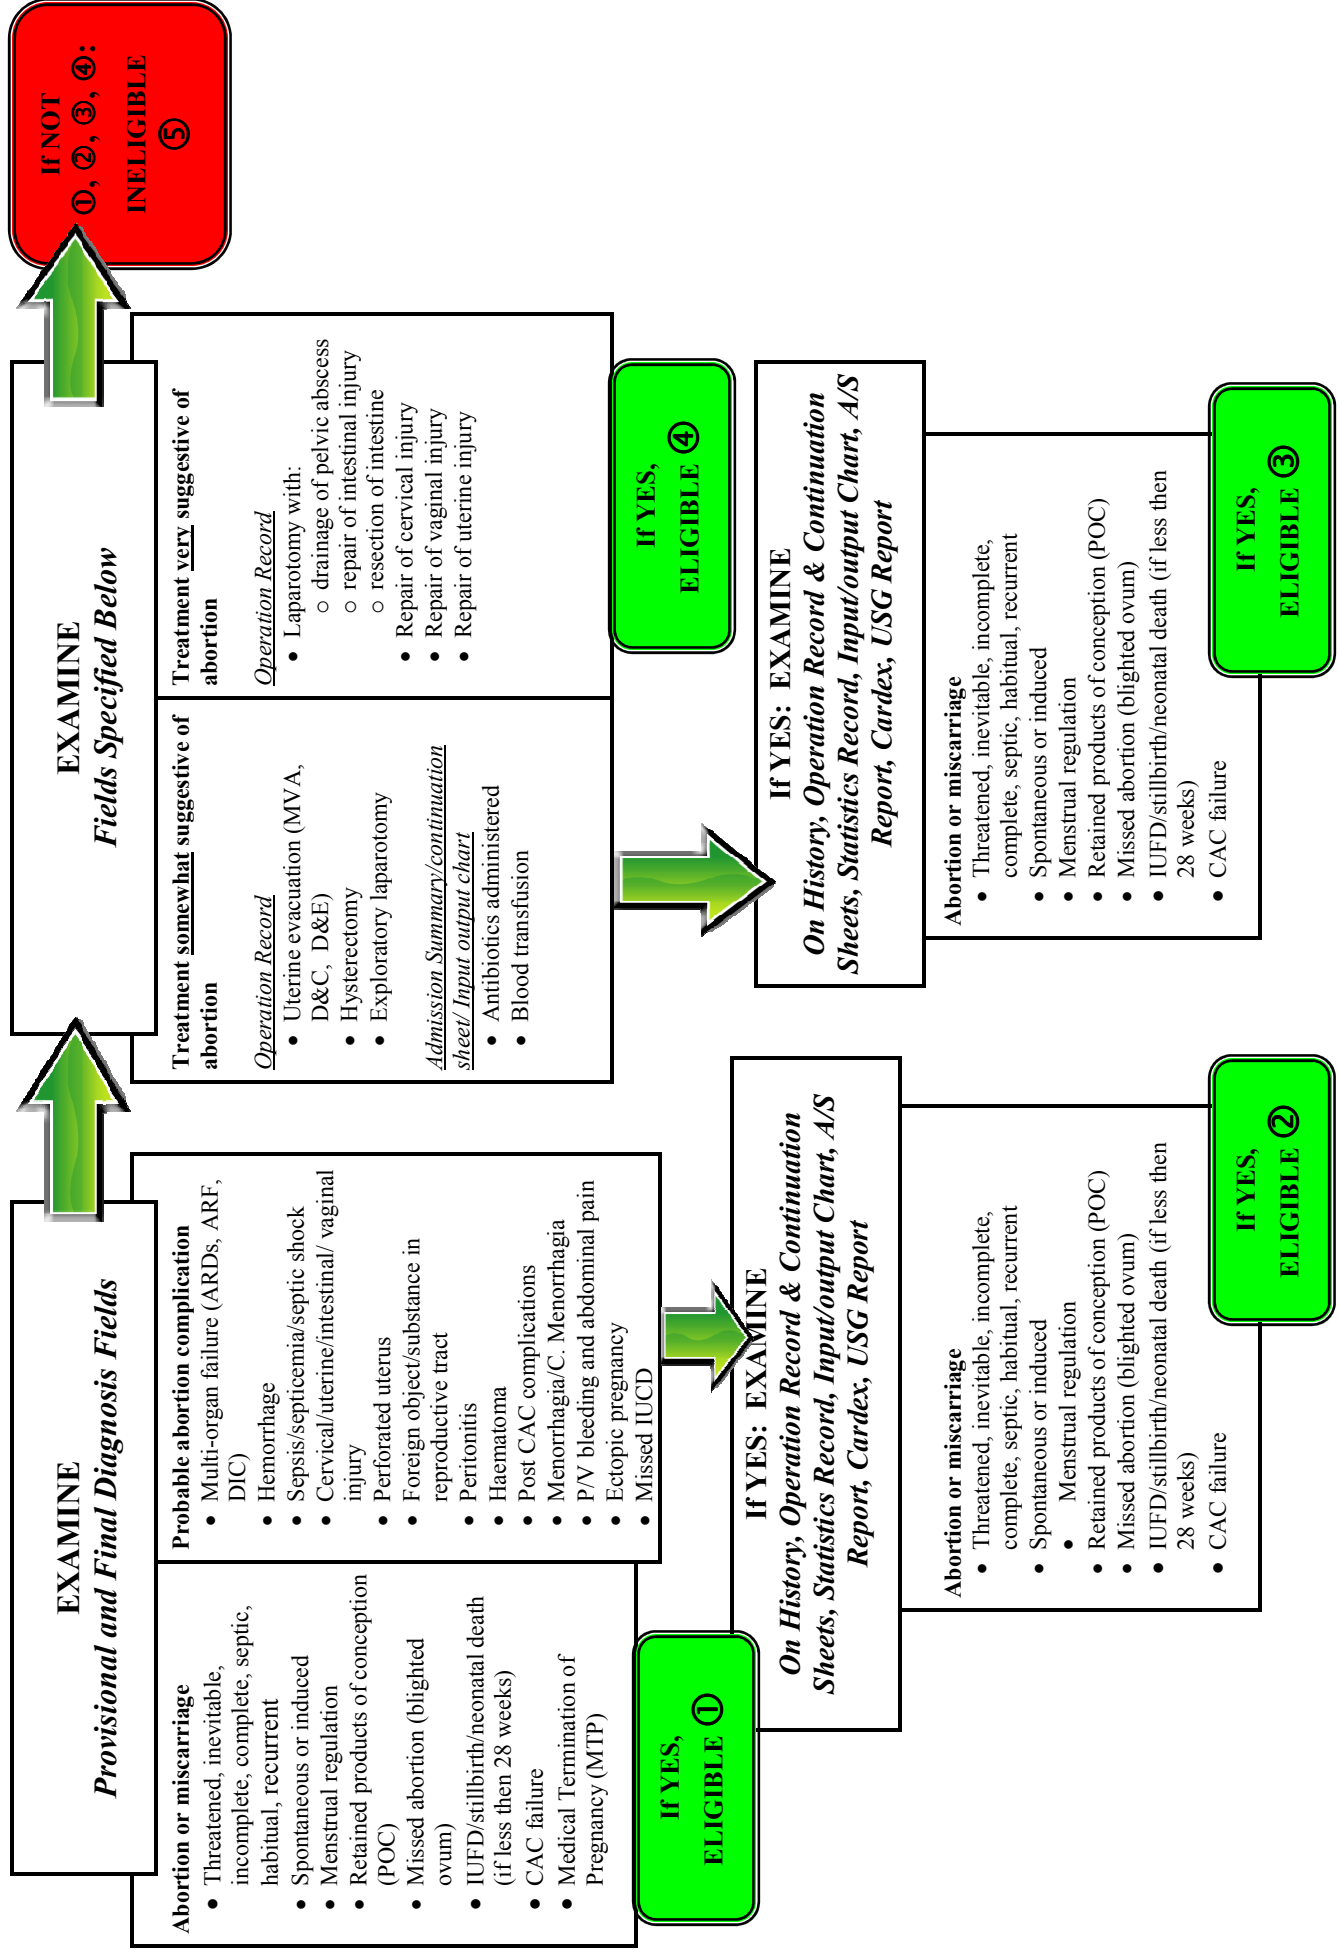 EXAMINE
Provisional and Final Diagnosis Fields
Abortion or miscarriage
• Threatened, inevitable,
incomplete, complete, septic,
habitual, recurrent
• Spontaneous or induced
• Menstrual regulation
• Retained products of conception
(POC)
• Missed abortion (blighted
ovum)
• IUFD/stillbirth/neonatal death
(if less then 28 weeks)
• CAC failure
• Medical Termination of
Pregnancy (MTP)
If YES,
ELIGIBLE ①
Probable abortion complication
• Multi-organ failure (ARDs, ARF,
DIC)
• Hemorrhage
• Sepsis/septicemia/septic shock
• Cervical/uterine/intestinal/ vaginal
injury
• Perforated uterus
• Foreign object/substance in
reproductive tract
• Peritonitis
• Haematoma
• Post CAC complications
• Menorrhagia/C. Menorrhagia
• P/V bleeding and abdominal pain
• Ectopic pregnancy
• Missed IUCD
If YES: EXAMINE
On History, Operation Record & Continuation
Sheets, Statistics Record, Input/output Chart, A/S
Report, Cardex, USG Report
Abortion or miscarriage
• Threatened, inevitable, incomplete,
complete, septic, habitual, recurrent
• Spontaneous or induced
• Menstrual regulation
• Retained products of conception (POC)
• Missed abortion (blighted ovum)
• IUFD/stillbirth/neonatal death (if less then
28 weeks)
• CAC failure
If YES,
ELIGIBLE ②
EXAMINE
Fields Specified Below
Treatment somewhat suggestive of
abortion
Operation Record
• Uterine evacuation (MVA,
D&C, D&E)
• Hysterectomy
• Exploratory laparotomy
Admission Summary/continuation
sheet/ Input output chart
• Antibiotics administered
• Blood transfusion
Treatment very suggestive of
abortion
Operation Record
• Laparotomy with:
○ drainage of pelvic abscess
○ repair of intestinal injury
○ resection of intestine
• Repair of cervical injury
• Repair of vaginal injury
• Repair of uterine injury
If YES,
ELIGIBLE ④
If YES: EXAMINE
On History, Operation Record & Continuation
Sheets, Statistics Record, Input/output Chart, A/S
Report, Cardex, USG Report
Abortion or miscarriage
• Threatened, inevitable, incomplete,
complete, septic, habitual, recurrent
• Spontaneous or induced
• Menstrual regulation
• Retained products of conception (POC)
• Missed abortion (blighted ovum)
• IUFD/stillbirth/neonatal death (if less then
28 weeks)
• CAC failure
If YES,
ELIGIBLE ③
If NOT
①, ②, ③, ④:
INELIGIBLE
⑤